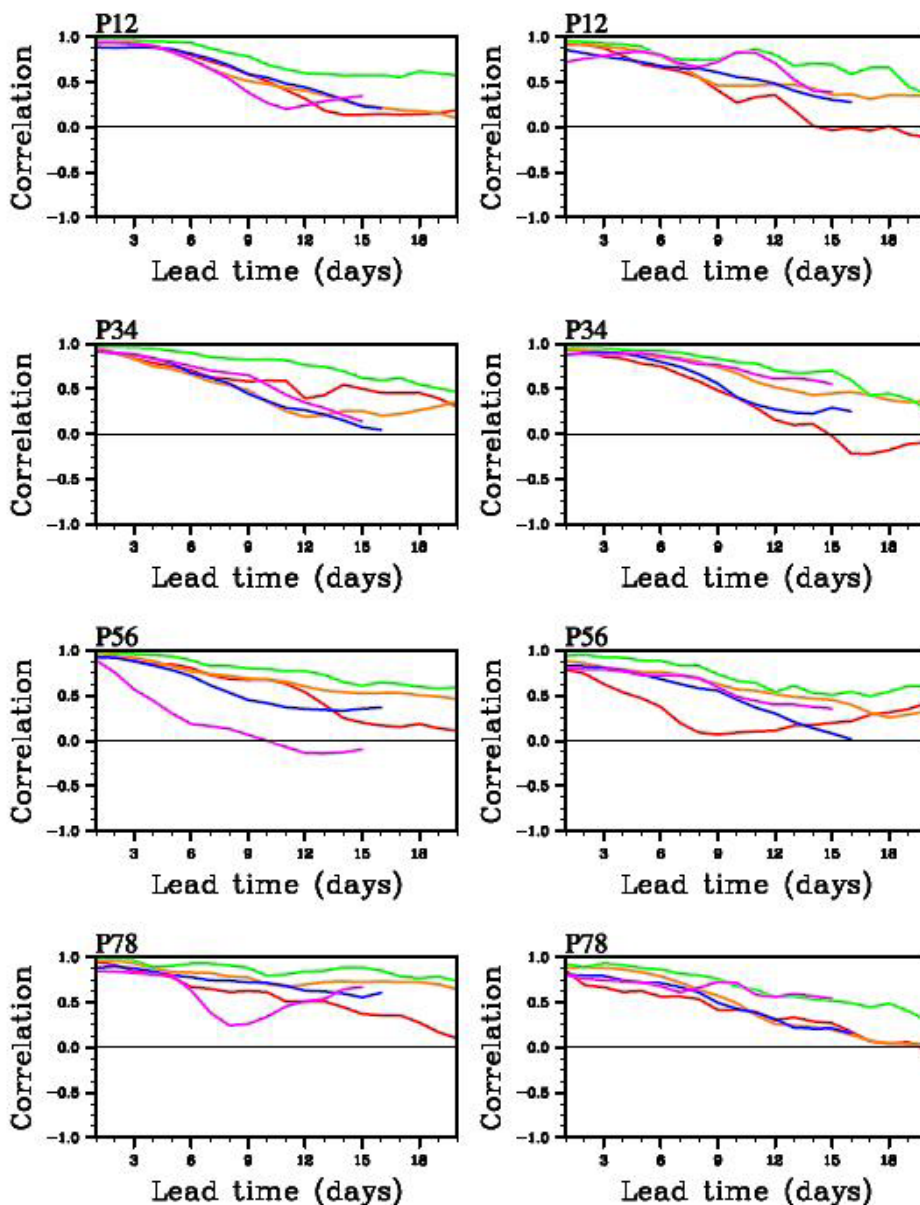 P12 P12
1.0 1.0
0.5 0.5
0.0 0.0
−0.5 −0.5
−1.0 −1.0
Correlation Correlation
3 6 9 12 15 18 3 6 9 12 15 18
Lead time (days) Lead time (days)
P34 P34
1.0 1.0
0.5 0.5
0.0 0.0
−0.5 −0.5
−1.0 −1.0
Correlation Correlation
3 6 9 12 15 18 3 6 9 12 15 18
Lead time (days) Lead time (days)
P56 P56
1.0 1.0
0.5 0.5
0.0 0.0
−0.5 −0.5
−1.0 −1.0
Correlation Correlation
3 6 9 12 15 18 3 6 9 12 15 18
Lead time (days) Lead time (days)
P78 P78
1.0 1.0
0.5 0.5
0.0 0.0
−0.5 −0.5
−1.0 −1.0
Correlation Correlation
3 6 9 12 15 18 3 6 9 12 15 18
Lead time (days) Lead time (days)